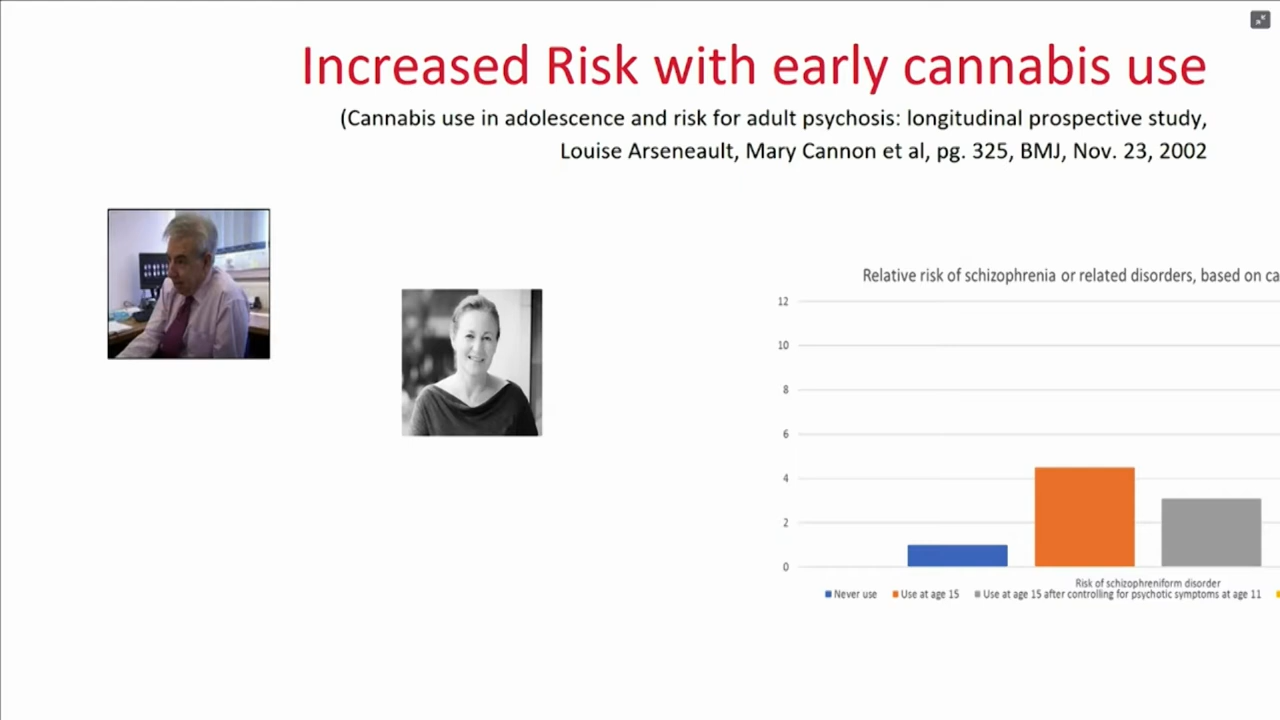 Increased Risk with early cannabis use
(Cannabis use in adolescence and risk for adult psychosis: longitudinal prospective study,
Louise Arseneault, Mary Cannon et al, pg. 325, BMJ, Nov. 23, 2002
Relative risk of schizophrenia or related disorders, based on ca
12
10
8
6
4
2
0
Risk of schizophreniform disorder
Never use Use at age 15 Use at age 15 after controlling for psychotic symptoms at age 11